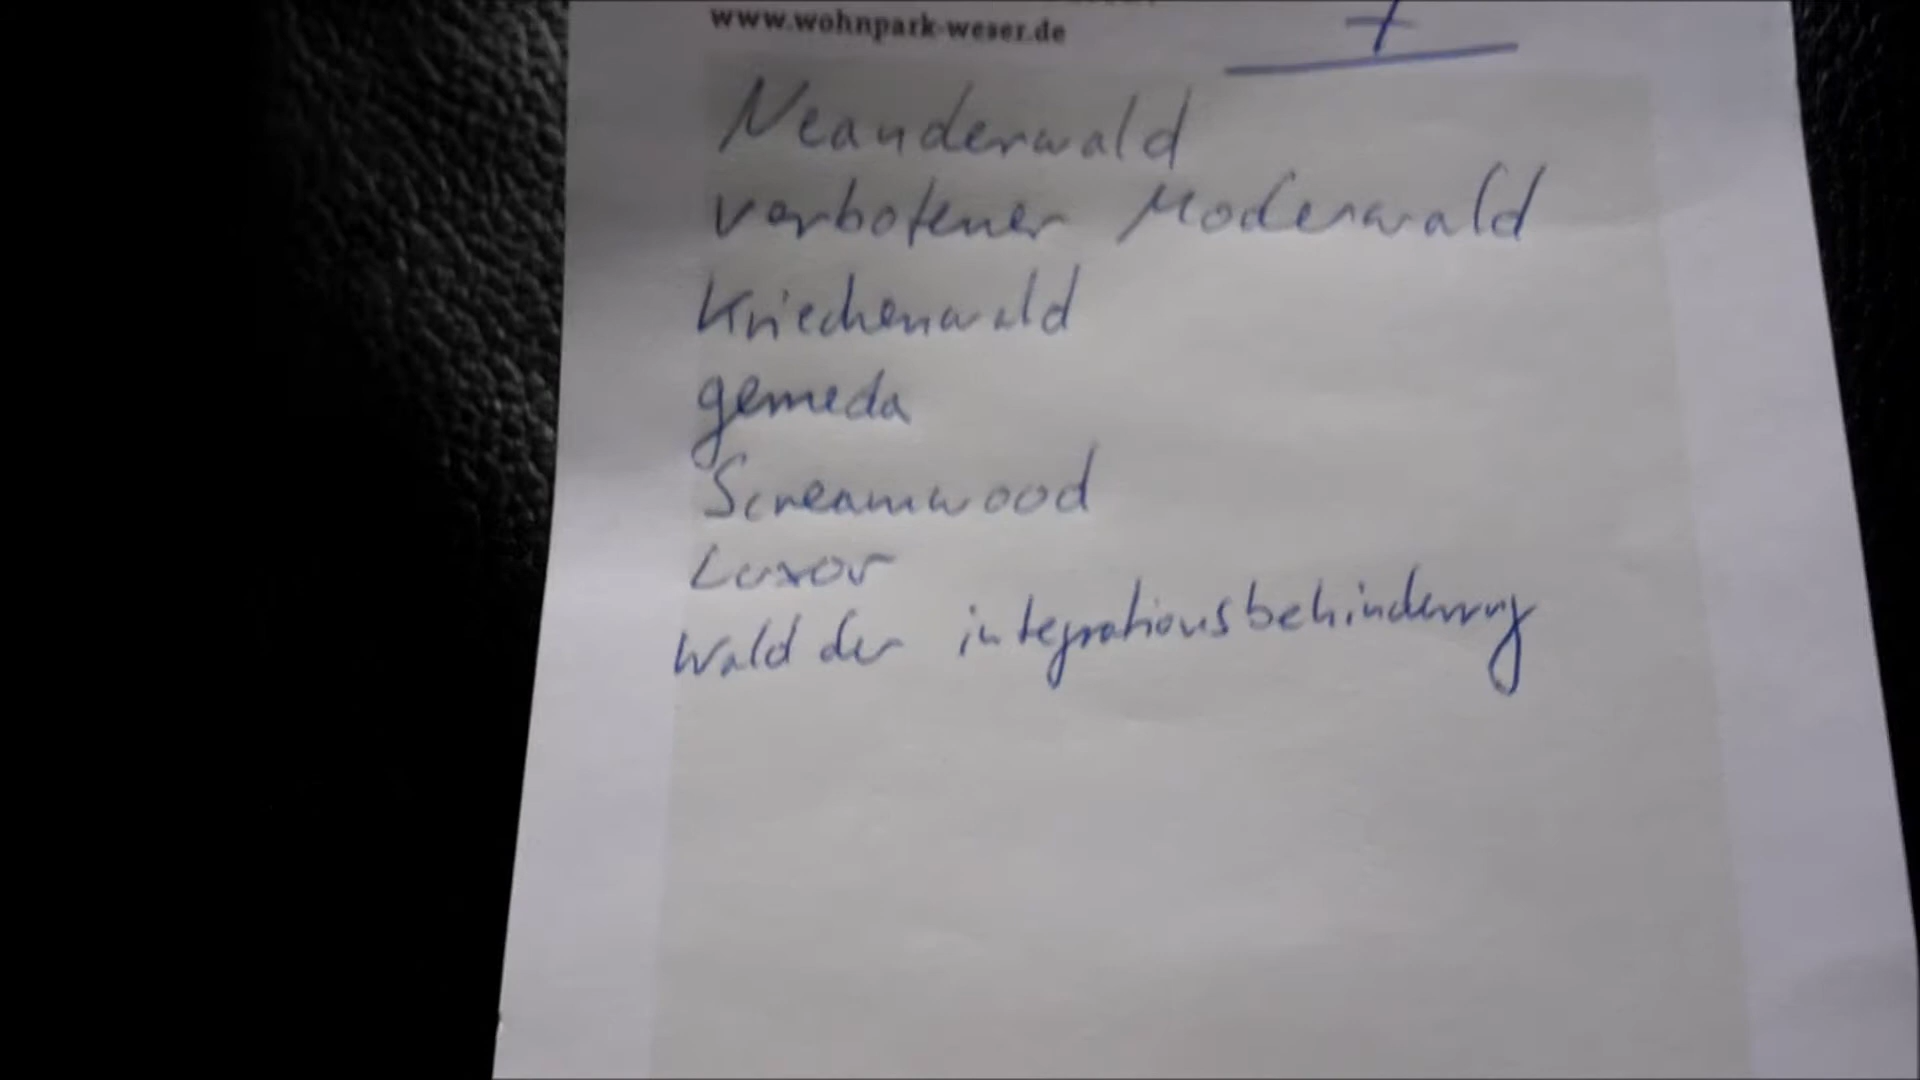 www.wohnpark-weser.de
Neanderwald
verbotener Moderwald
Kriechenwald
gemeda
Screamwood
Luxor
Wald der integrationsbehinderung